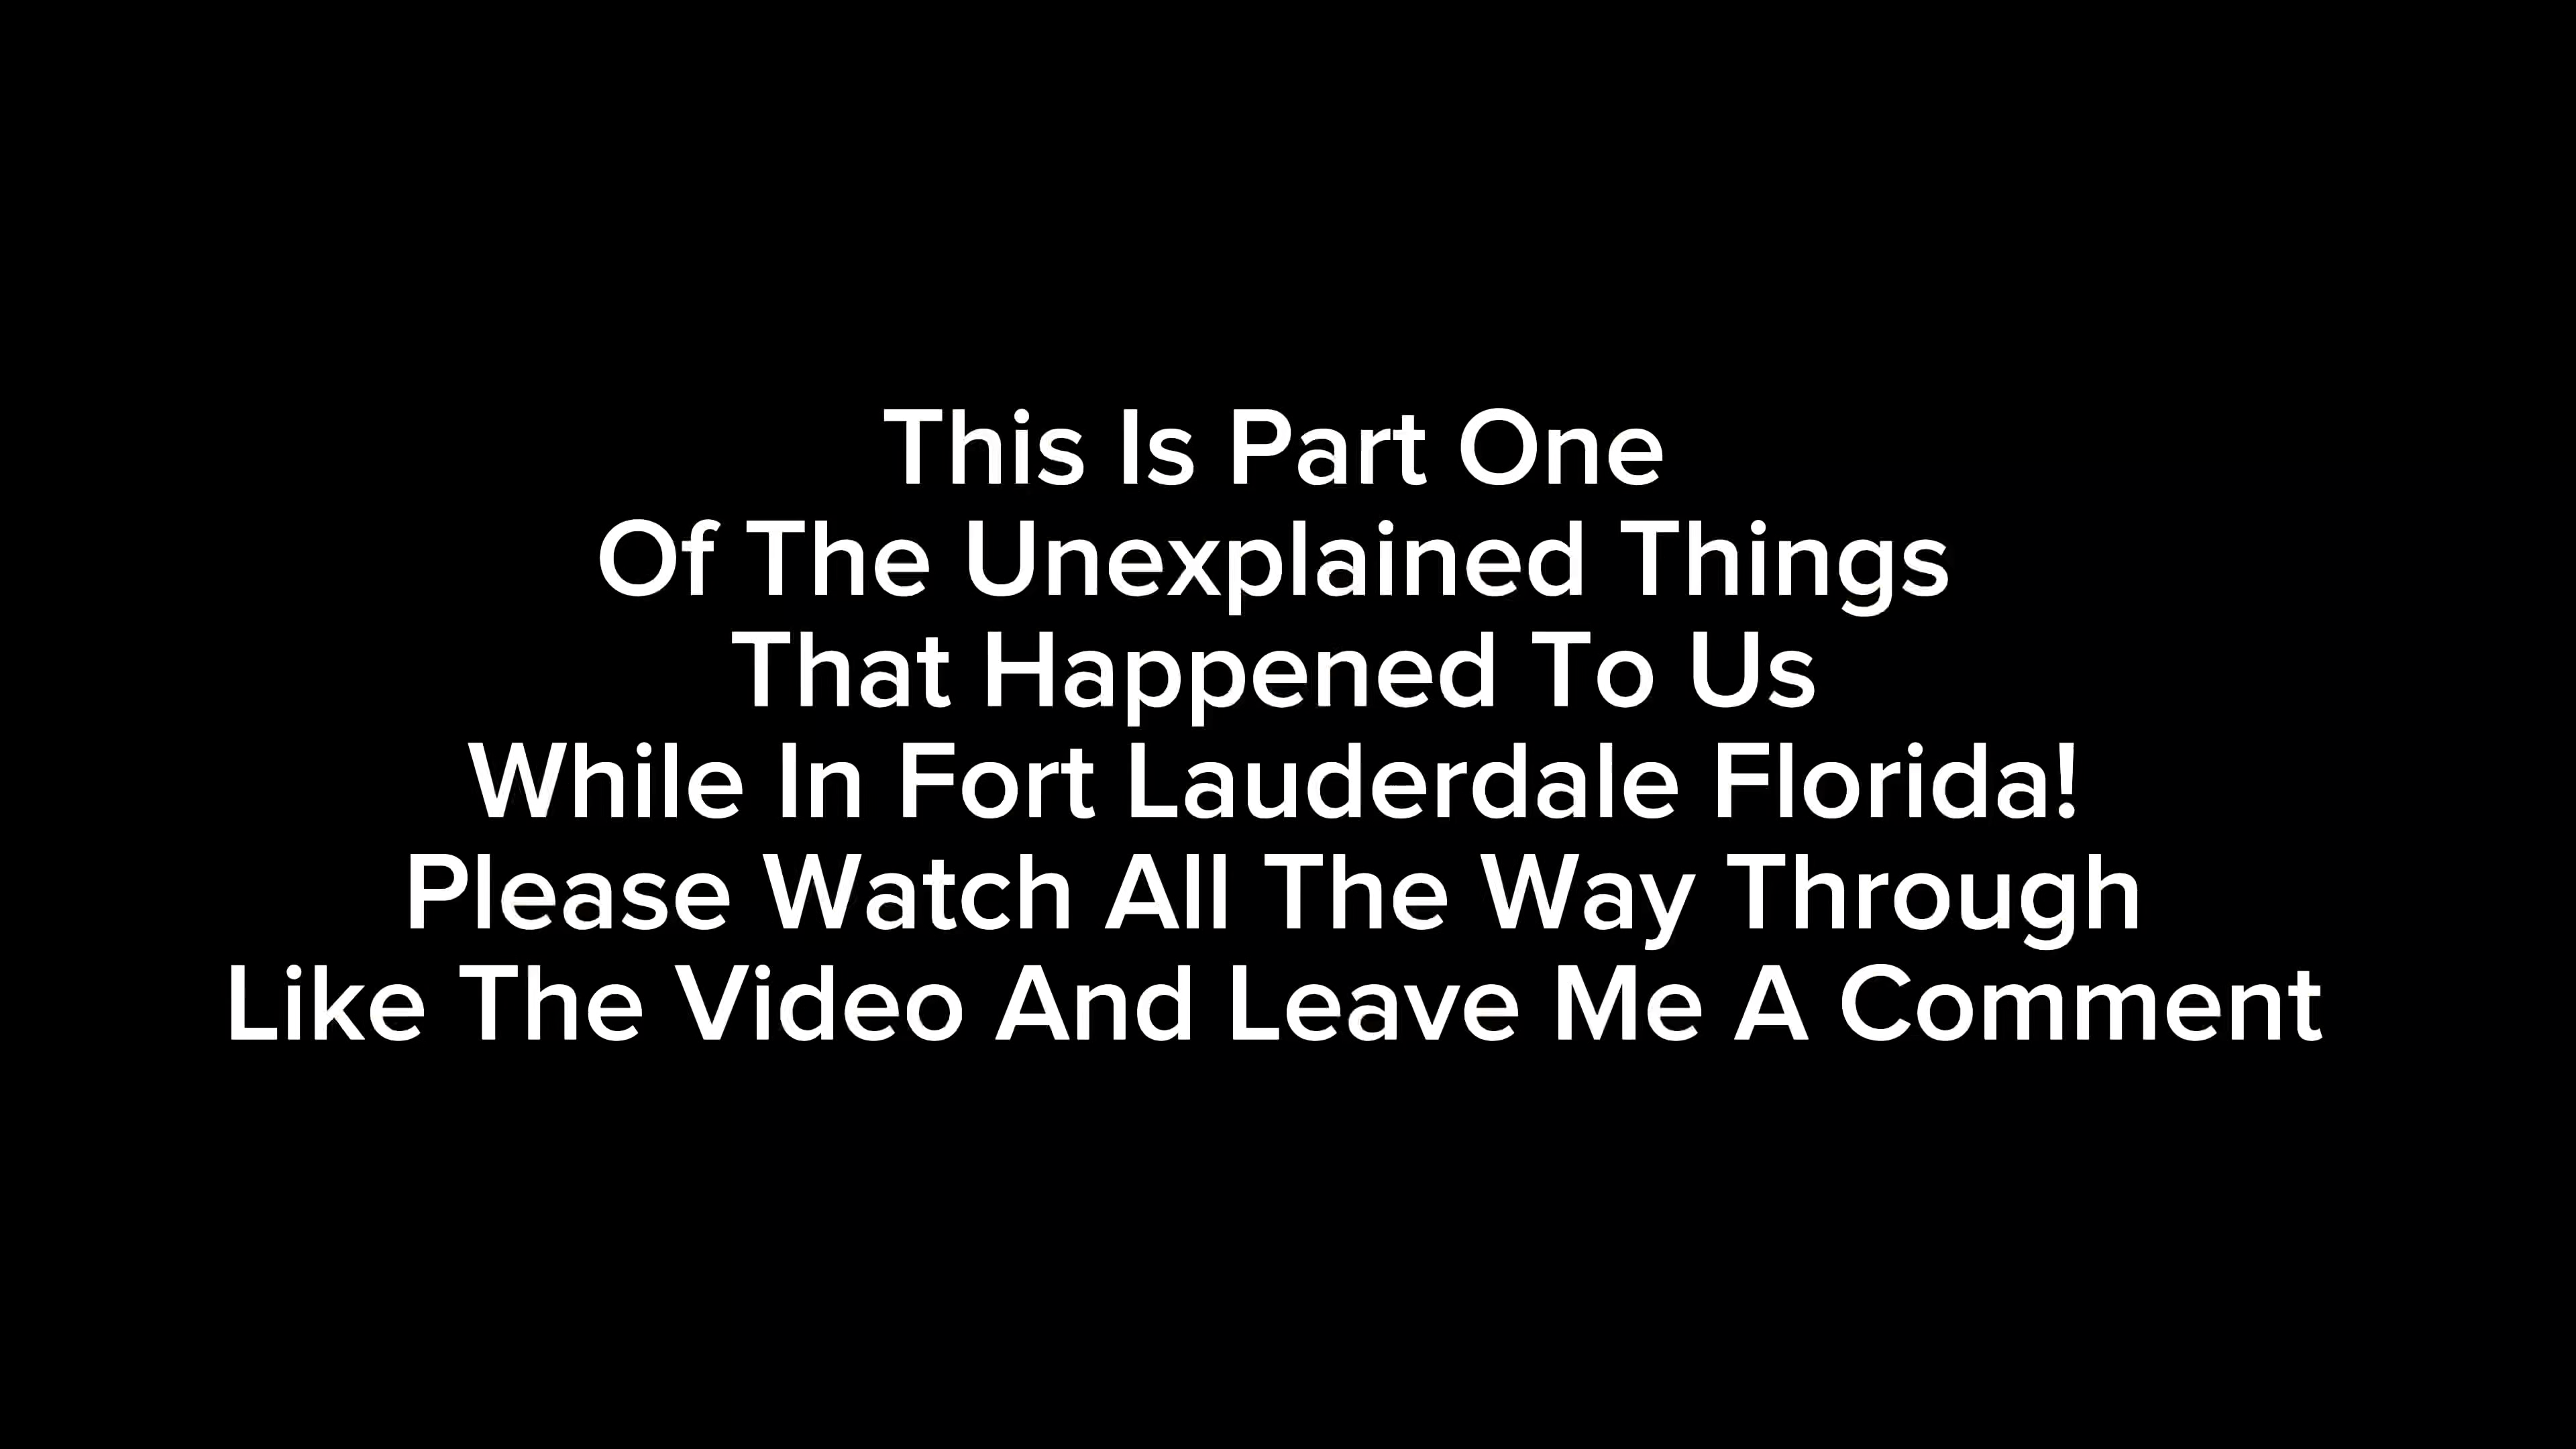 This Is Part One
Of The Unexplained Things
That Happened To Us
While In Fort Lauderdale Florida!
Please Watch All The Way Through
Like The Video And Leave Me A Comment